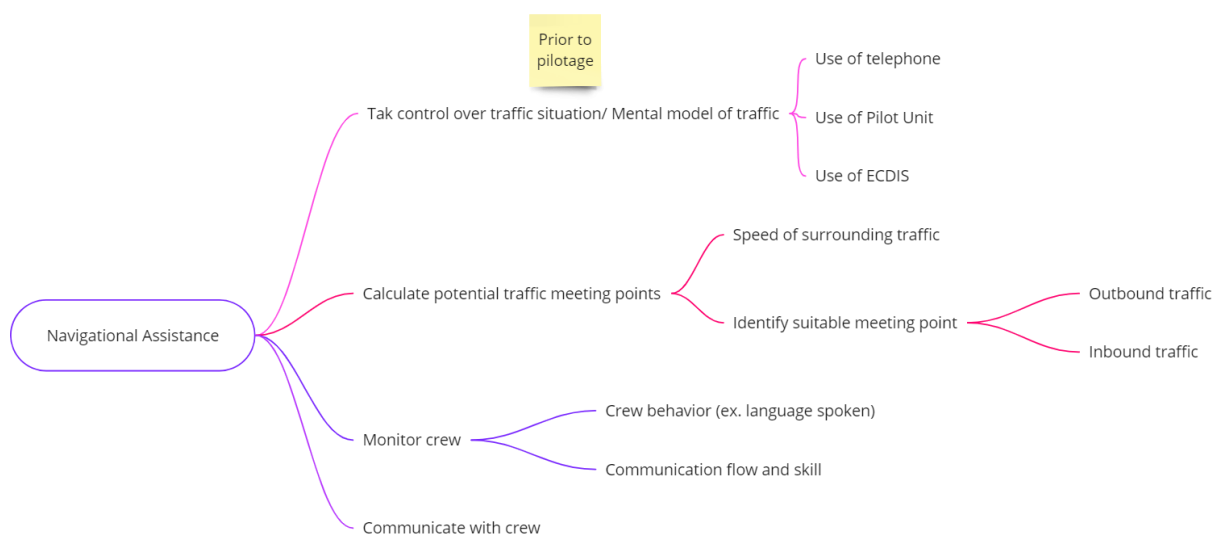 Prior to
pilotage
Use of telephone
Tak control over traffic situation/ Mental model of traffic
Use of Pilot Unit
Use of ECDIS
Speed of surrounding traffic
Calculate potential traffic meeting points
Outbound traffic
Identify suitable meeting point
Navigational Assistance
Inbound traffic
Crew behavior (ex. language spoken)
Monitor crew
Communication flow and skill
Communicate with crew